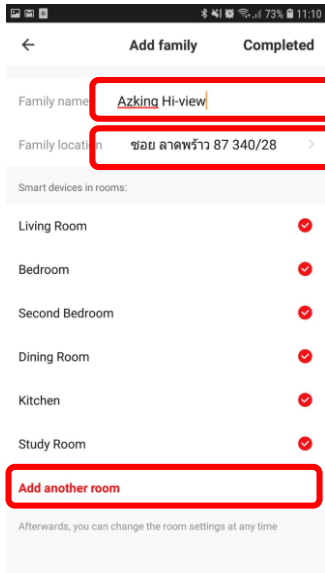 73% 11:10
Add family Completed
Family name Azking Hi-view
Family location ซอย ลาดพร้าว 87 340/28
Smart devices in rooms:
Living Room
Bedroom
Second Bedroom
Dining Room
Kitchen
Study Room
Add another room
Afterwards, you can change the room settings at any time